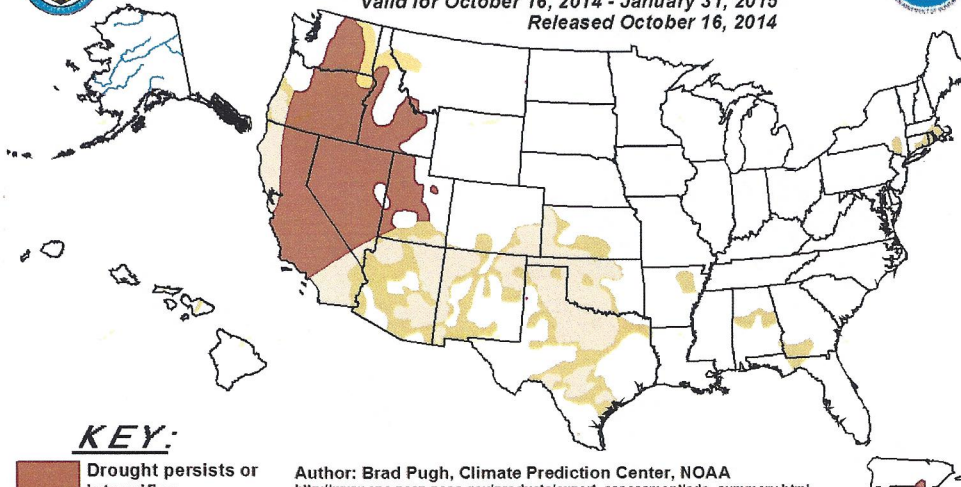 Valid for October 16, 2014 - January 31, 2015
Released October 16, 2014
KEY:
Drought persists or
Author: Brad Pugh, Climate Prediction Center, NOAA